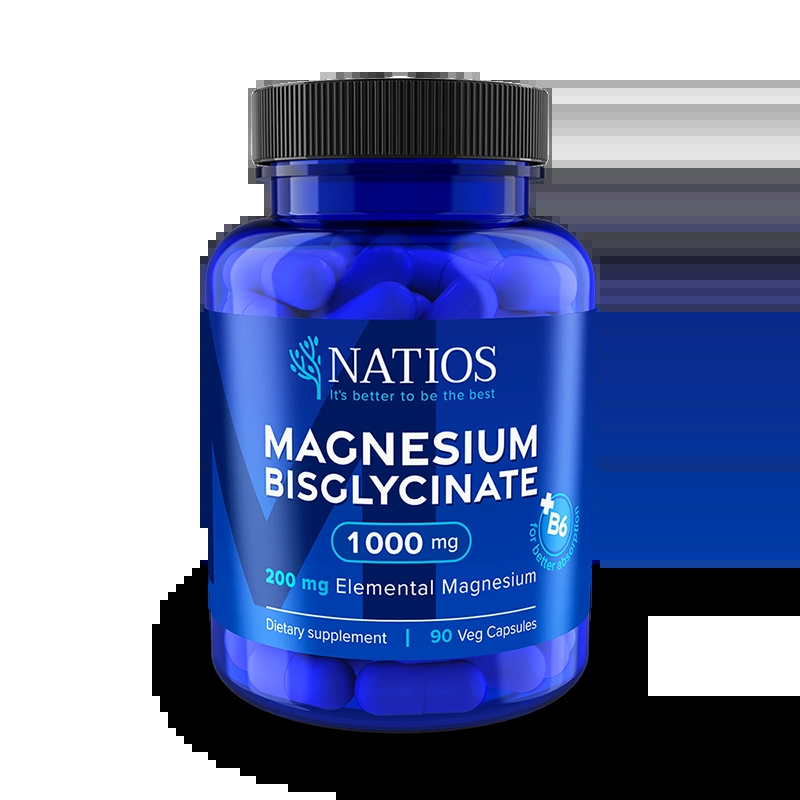 NATIOS
It's better to be the best
MAGNESIUM
BISGLYCINATE
+B6
for better absorption
1000 mg
200 mg Elemental Magnesium
Dietary supplement | 90 Veg Capsules